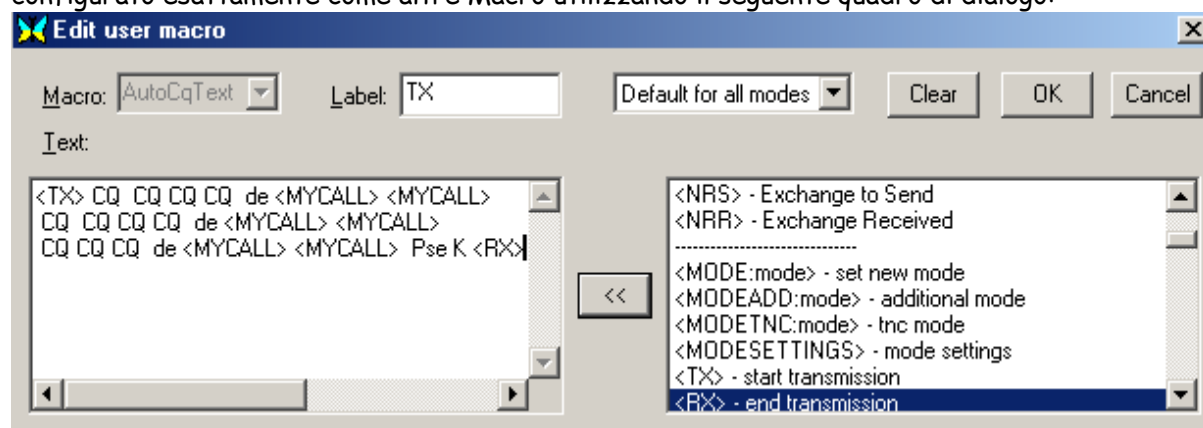 configurato esattamente come altre Macro utilizzando il seguente quadro di dialogo:
Edit user macro
Macro: AutoCqText Label: TX Default for all modes Clear OK Cancel
Text:
<TX> CQ CQ CQ CQ de <MYCALL> <MYCALL>
CQ CQ CQ CQ de <MYCALL> <MYCALL>
CQ CQ CQ de <MYCALL> <MYCALL> Pse K <RX>
<<
<NRS> - Exchange to Send
<NRR> - Exchange Received
-------------------------------
<MODE:mode> - set new mode
<MODEADD:mode> - additional mode
<MODETNC:mode> - tnc mode
<MODESETTINGS> - mode settings
<TX> - start transmission
<RX> - end transmission